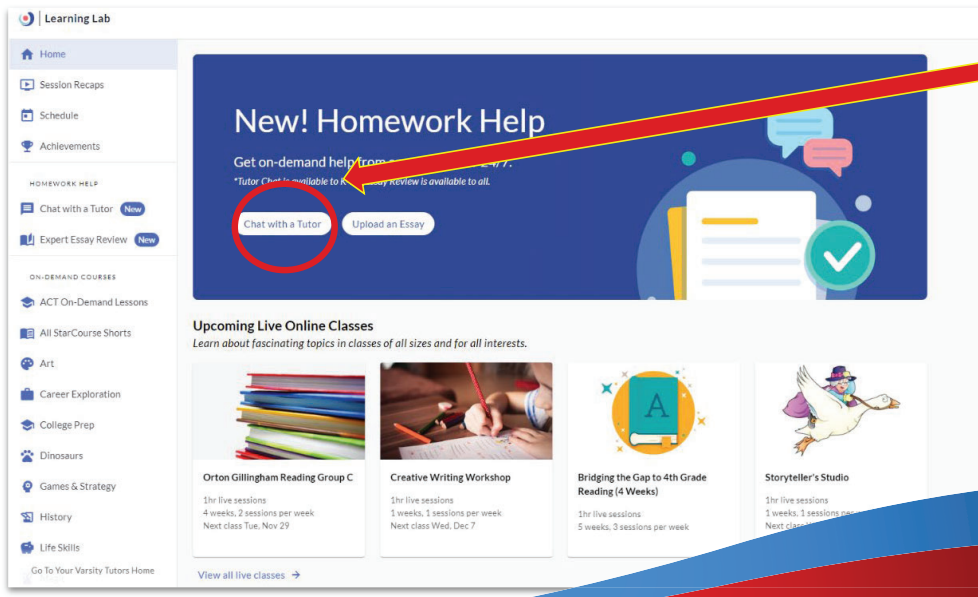 Learning Lab
Home
Session Recaps
Schedule
Achievements
HOMEWORK HELP
Chat with a Tutor New
Expert Essay Review New
ON-DEMAND COURSES
ACT On-Demand Lessons
All StarCourse Shorts
Art
Career Exploration
College Prep
Dinosaurs
Games & Strategy
History
Life Skills
Go To Your Varsity Tutors Home
New! Homework Help
Get on-demand help from 24/7.
*Tutor Chat is available to Essay Review is available to all.
Chat with a Tutor Upload an Essay
Upcoming Live Online Classes
Learn about fascinating topics in classes of all sizes and for all interests.
Orton Gillingham Reading Group C
1hr live sessions
4 weeks, 2 sessions per week
Next class Tue, Nov 29
Creative Writing Workshop
1hr live sessions
1 weeks, 1 sessions per week
Next class Wed, Dec 7
A
Bridging the Gap to 4th Grade
Reading (4 Weeks)
1hr live sessions
5 weeks, 3 sessions per week
Storyteller's Studio
1hr live sessions
1 weeks, 1 sessions per
Next class
View all live classes →